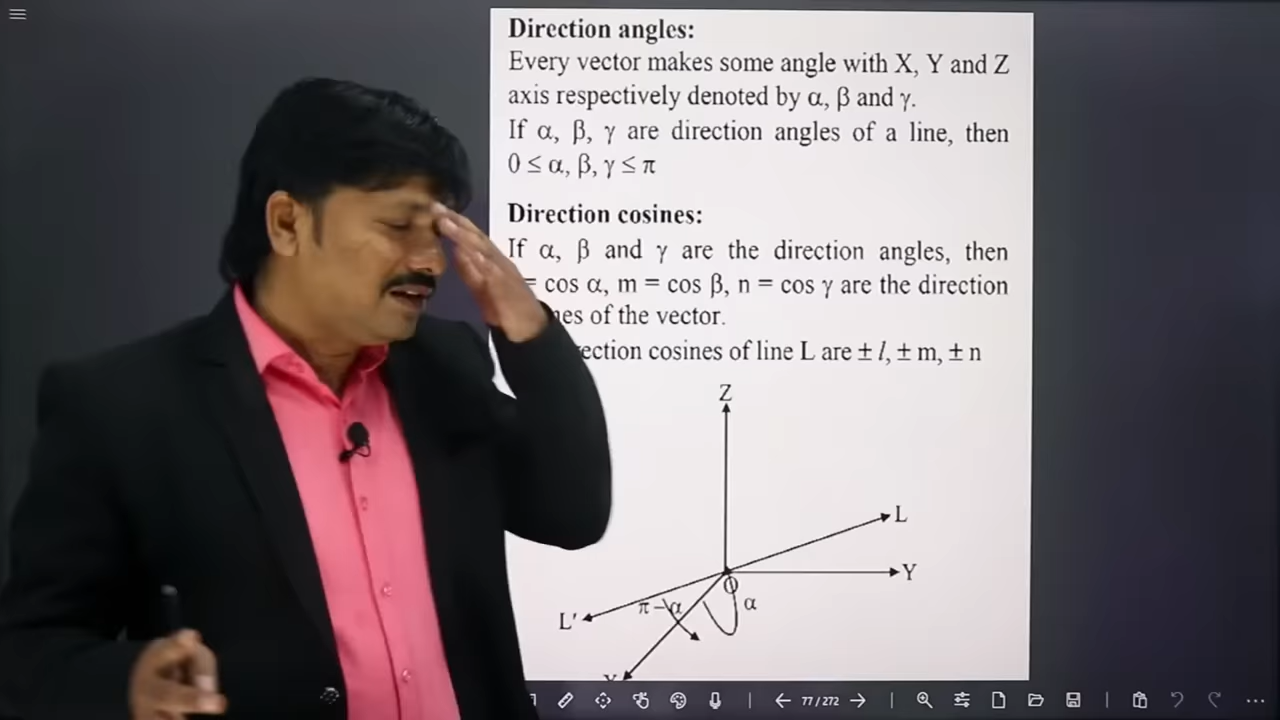 Direction angles:
Every vector makes some angle with X, Y and Z
axis respectively denoted by α, β and γ.
If α, β, γ are direction angles of a line, then
0 ≤ α, β, γ ≤ π
Direction cosines:
If α, β and γ are the direction angles, then
= cos α, m = cos β, n = cos γ are the direction
of the vector.
cosines of line L are ± l, ± m, ± n
Z
L
Y
O
α
π – α
L′
77 / 272